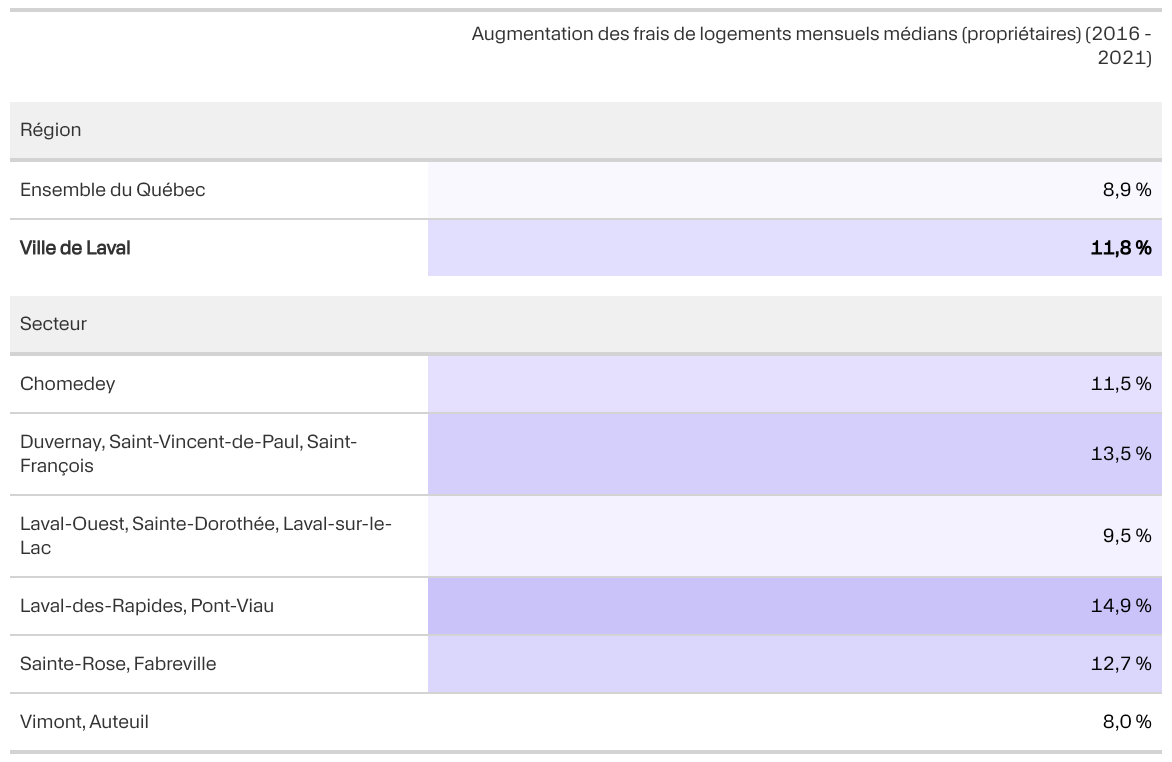 Augmentation des frais de logements mensuels médians (propriétaires) (2016 -
2021)
Région
Ensemble du Québec 8,9 %
Ville de Laval 11,8 %
Secteur
Chomedey 11,5 %
Duvernay, Saint-Vincent-de-Paul, Saint-
François 13,5 %
Laval-Ouest, Sainte-Dorothée, Laval-sur-le-
Lac 9,5 %
Laval-des-Rapides, Pont-Viau 14,9 %
Sainte-Rose, Fabreville 12,7 %
Vimont, Auteuil 8,0 %